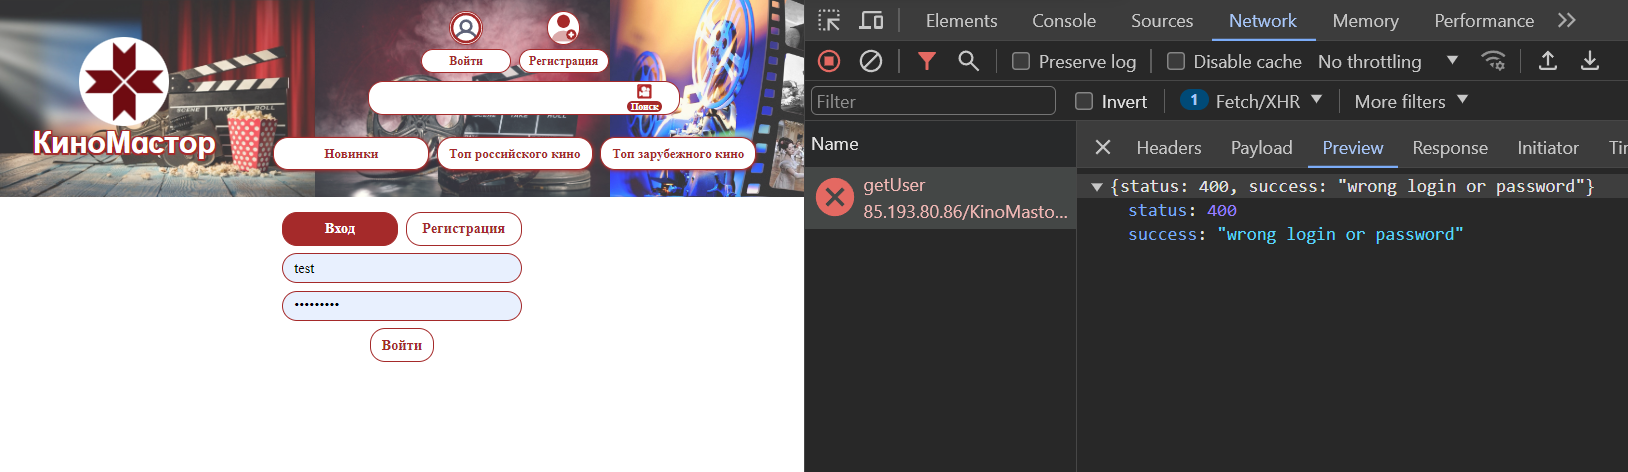 Войти
Регистрация
Поиск
КиноМастор
Новинки
Топ российского кино
Топ зарубежного кино
Вход
Регистрация
test
•••••••••
Войти
Elements Console Sources Network Memory Performance
Preserve log Disable cache No throttling
Filter Invert 1 Fetch/XHR More filters
Name
getUser
85.193.80.86/KinoMasto...
Headers Payload Preview Response Initiator Tir
{status: 400, success: "wrong login or password"}
status: 400
success: "wrong login or password"